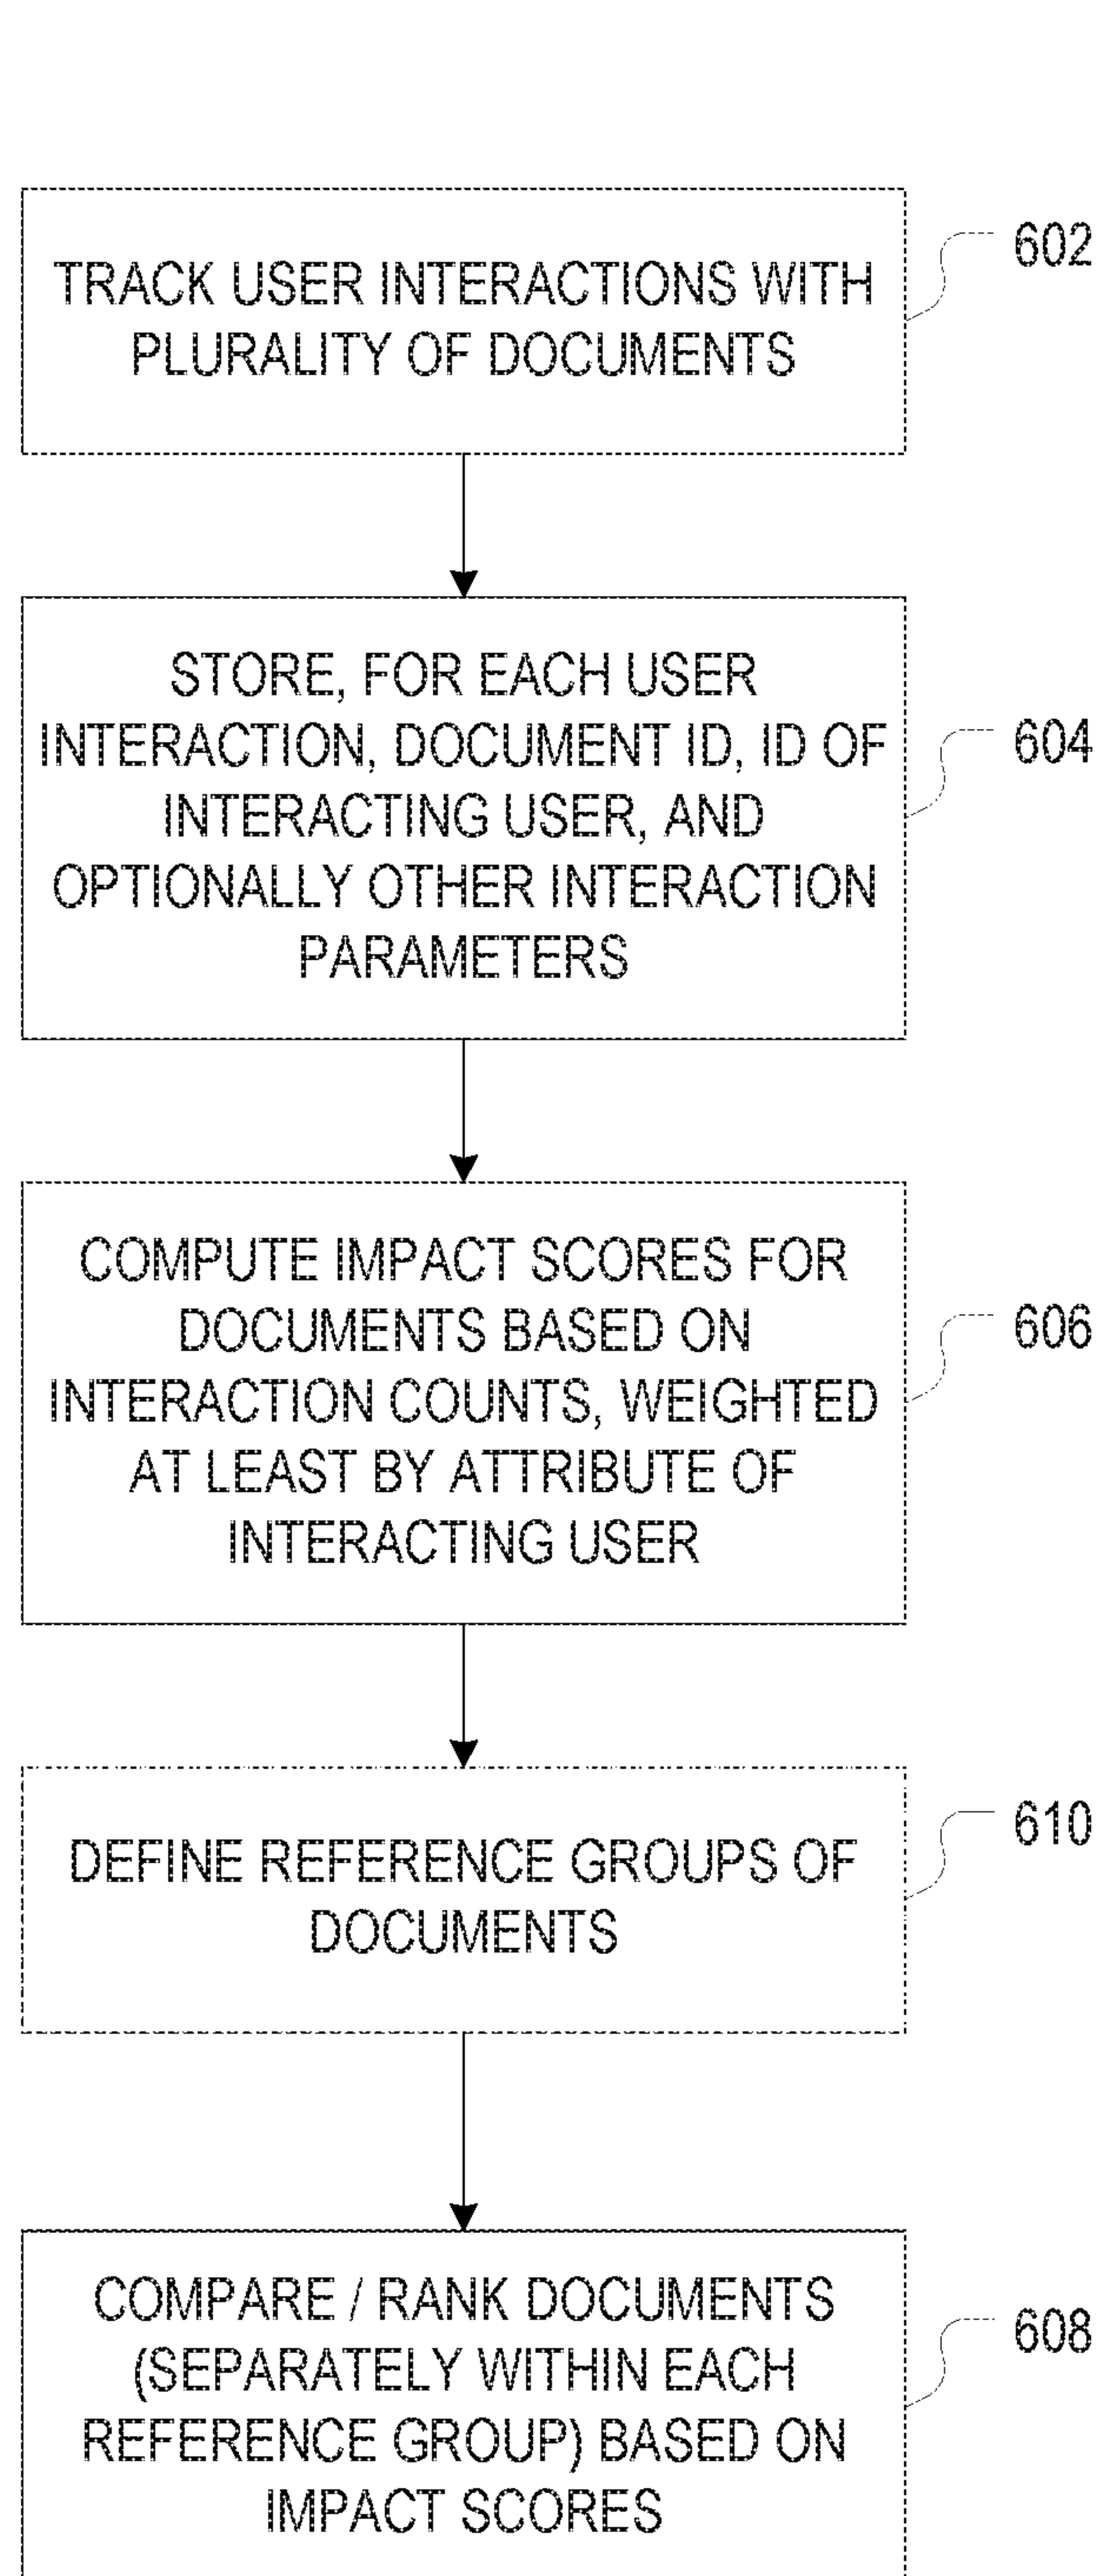 TRACK USER INTERACTIONS WITH
PLURALITY OF DOCUMENTS
602
STORE, FOR EACH USER
INTERACTION, DOCUMENT ID, ID OF
INTERACTING USER, AND
OPTIONALLY OTHER INTERACTION
PARAMETERS
604
COMPUTE IMPACT SCORES FOR
DOCUMENTS BASED ON
INTERACTION COUNTS, WEIGHTED
AT LEAST BY ATTRIBUTE OF
INTERACTING USER
606
DEFINE REFERENCE GROUPS OF
DOCUMENTS
610
COMPARE / RANK DOCUMENTS
(SEPARATELY WITHIN EACH
REFERENCE GROUP) BASED ON
IMPACT SCORES
608